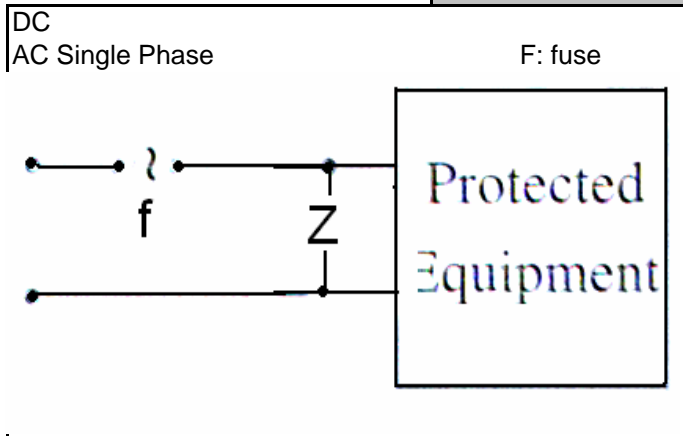 DC
AC Single Phase F: fuse
Protected
f
Z
Equipment